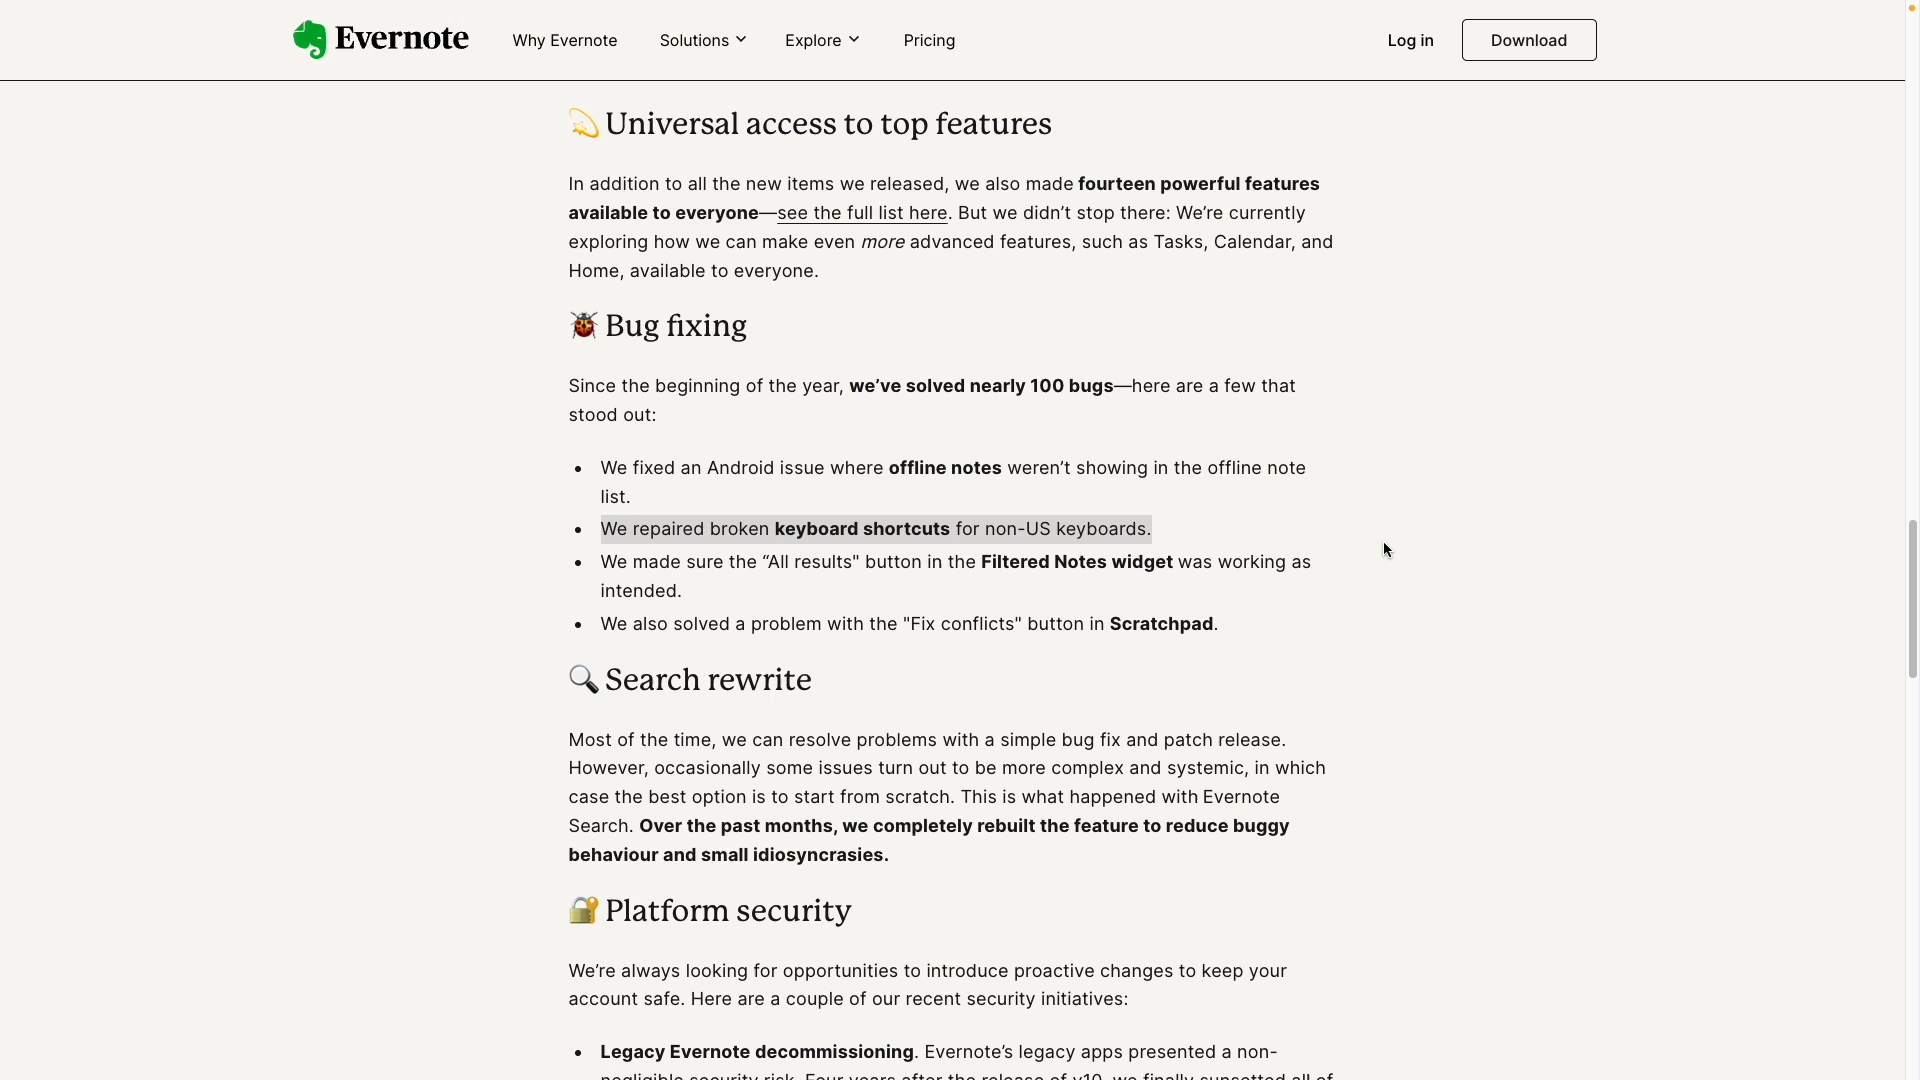 Evernote
Why Evernote
Solutions
Explore
Pricing
Log in
Download
Universal access to top features
In addition to all the new items we released, we also made fourteen powerful features
available to everyone—see the full list here. But we didn’t stop there: We’re currently
exploring how we can make even more advanced features, such as Tasks, Calendar, and
Home, available to everyone.
Bug fixing
Since the beginning of the year, we’ve solved nearly 100 bugs—here are a few that
stood out:
We fixed an Android issue where offline notes weren’t showing in the offline note
list.
We repaired broken keyboard shortcuts for non-US keyboards.
We made sure the “All results" button in the Filtered Notes widget was working as
intended.
We also solved a problem with the "Fix conflicts" button in Scratchpad.
Search rewrite
Most of the time, we can resolve problems with a simple bug fix and patch release.
However, occasionally some issues turn out to be more complex and systemic, in which
case the best option is to start from scratch. This is what happened with Evernote
Search. Over the past months, we completely rebuilt the feature to reduce buggy
behaviour and small idiosyncrasies.
Platform security
We’re always looking for opportunities to introduce proactive changes to keep your
account safe. Here are a couple of our recent security initiatives:
Legacy Evernote decommissioning. Evernote’s legacy apps presented a non-
negligible security risk. Four years after the release of v10, we finally sunsetted all of